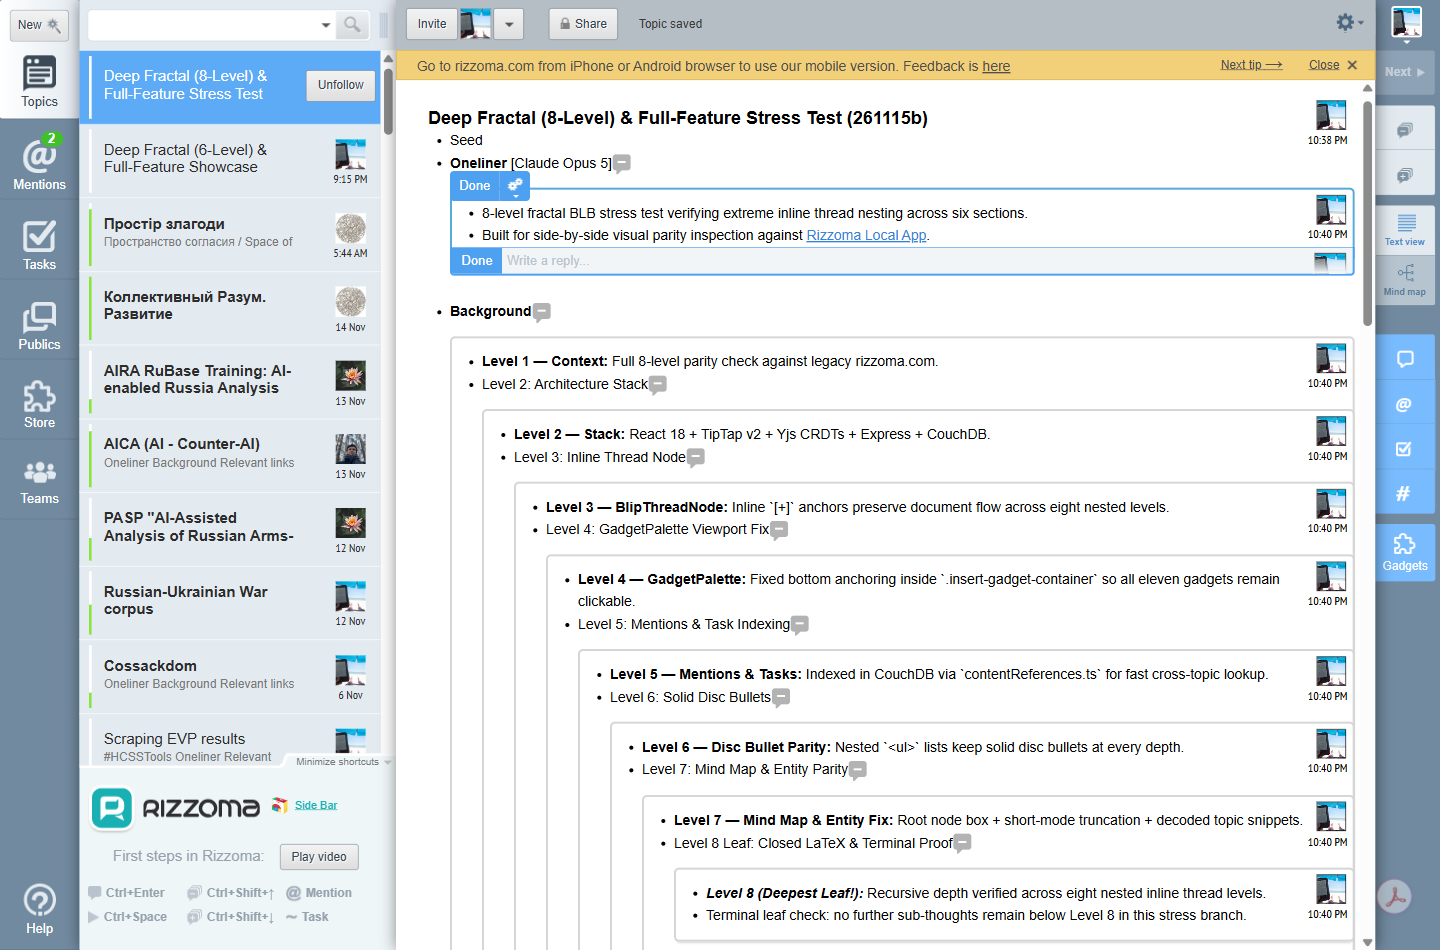 New
Topics
2
Mentions
Tasks
Publics
Store
Teams
Help
Deep Fractal (8-Level) &
Full-Feature Stress Test
Unfollow
Deep Fractal (6-Level) &
Full-Feature Showcase
9:15 PM
Простір злагоди
Пространство согласия / Space of
5:44 AM
Коллективный Разум.
Развитие
14 Nov
AIRA RuBase Training: AI-
enabled Russia Analysis
13 Nov
AICA (AI - Counter-AI)
Oneliner Background Relevant links
13 Nov
PASP "AI-Assisted
Analysis of Russian Arms-
12 Nov
Russian-Ukrainian War
corpus
12 Nov
Cossackdom
Oneliner Background Relevant links
6 Nov
Scraping EVP results
#HCSSTools Oneliner Relevant
Minimize shortcuts
RIZZOMA
Side Bar
First steps in Rizzoma:
Play video
Ctrl+Enter
Ctrl+Shift+↑
@ Mention
Ctrl+Space
Ctrl+Shift+↓
~ Task
Invite
Share
Topic saved
Go to rizzoma.com from iPhone or Android browser to use our mobile version. Feedback is here
Next tip
Close
Deep Fractal (8-Level) & Full-Feature Stress Test (261115b)
10:38 PM
• Seed
• Oneliner [Claude Opus 5]
Done
• 8-level fractal BLB stress test verifying extreme inline thread nesting across six sections.
• Built for side-by-side visual parity inspection against Rizzoma Local App.
10:40 PM
Done
Write a reply...
• Background
• Level 1 — Context: Full 8-level parity check against legacy rizzoma.com.
• Level 2: Architecture Stack
10:40 PM
• Level 2 — Stack: React 18 + TipTap v2 + Yjs CRDTs + Express + CouchDB.
• Level 3: Inline Thread Node
10:40 PM
• Level 3 — BlipThreadNode: Inline `[+]` anchors preserve document flow across eight nested levels.
• Level 4: GadgetPalette Viewport Fix
10:40 PM
• Level 4 — GadgetPalette: Fixed bottom anchoring inside `.insert-gadget-container` so all eleven gadgets remain
clickable.
10:40 PM
• Level 5: Mentions & Task Indexing
• Level 5 — Mentions & Tasks: Indexed in CouchDB via `contentReferences.ts` for fast cross-topic lookup.
• Level 6: Solid Disc Bullets
10:40 PM
• Level 6 — Disc Bullet Parity: Nested `<ul>` lists keep solid disc bullets at every depth.
• Level 7: Mind Map & Entity Parity
10:40 PM
• Level 7 — Mind Map & Entity Fix: Root node box + short-mode truncation + decoded topic snippets.
• Level 8 Leaf: Closed LaTeX & Terminal Proof
10:40 PM
• Level 8 (Deepest Leaf!): Recursive depth verified across eight nested inline thread levels.
• Terminal leaf check: no further sub-thoughts remain below Level 8 in this stress branch.
10:40 PM
Next
Text view
Mind map
@
#
Gadgets